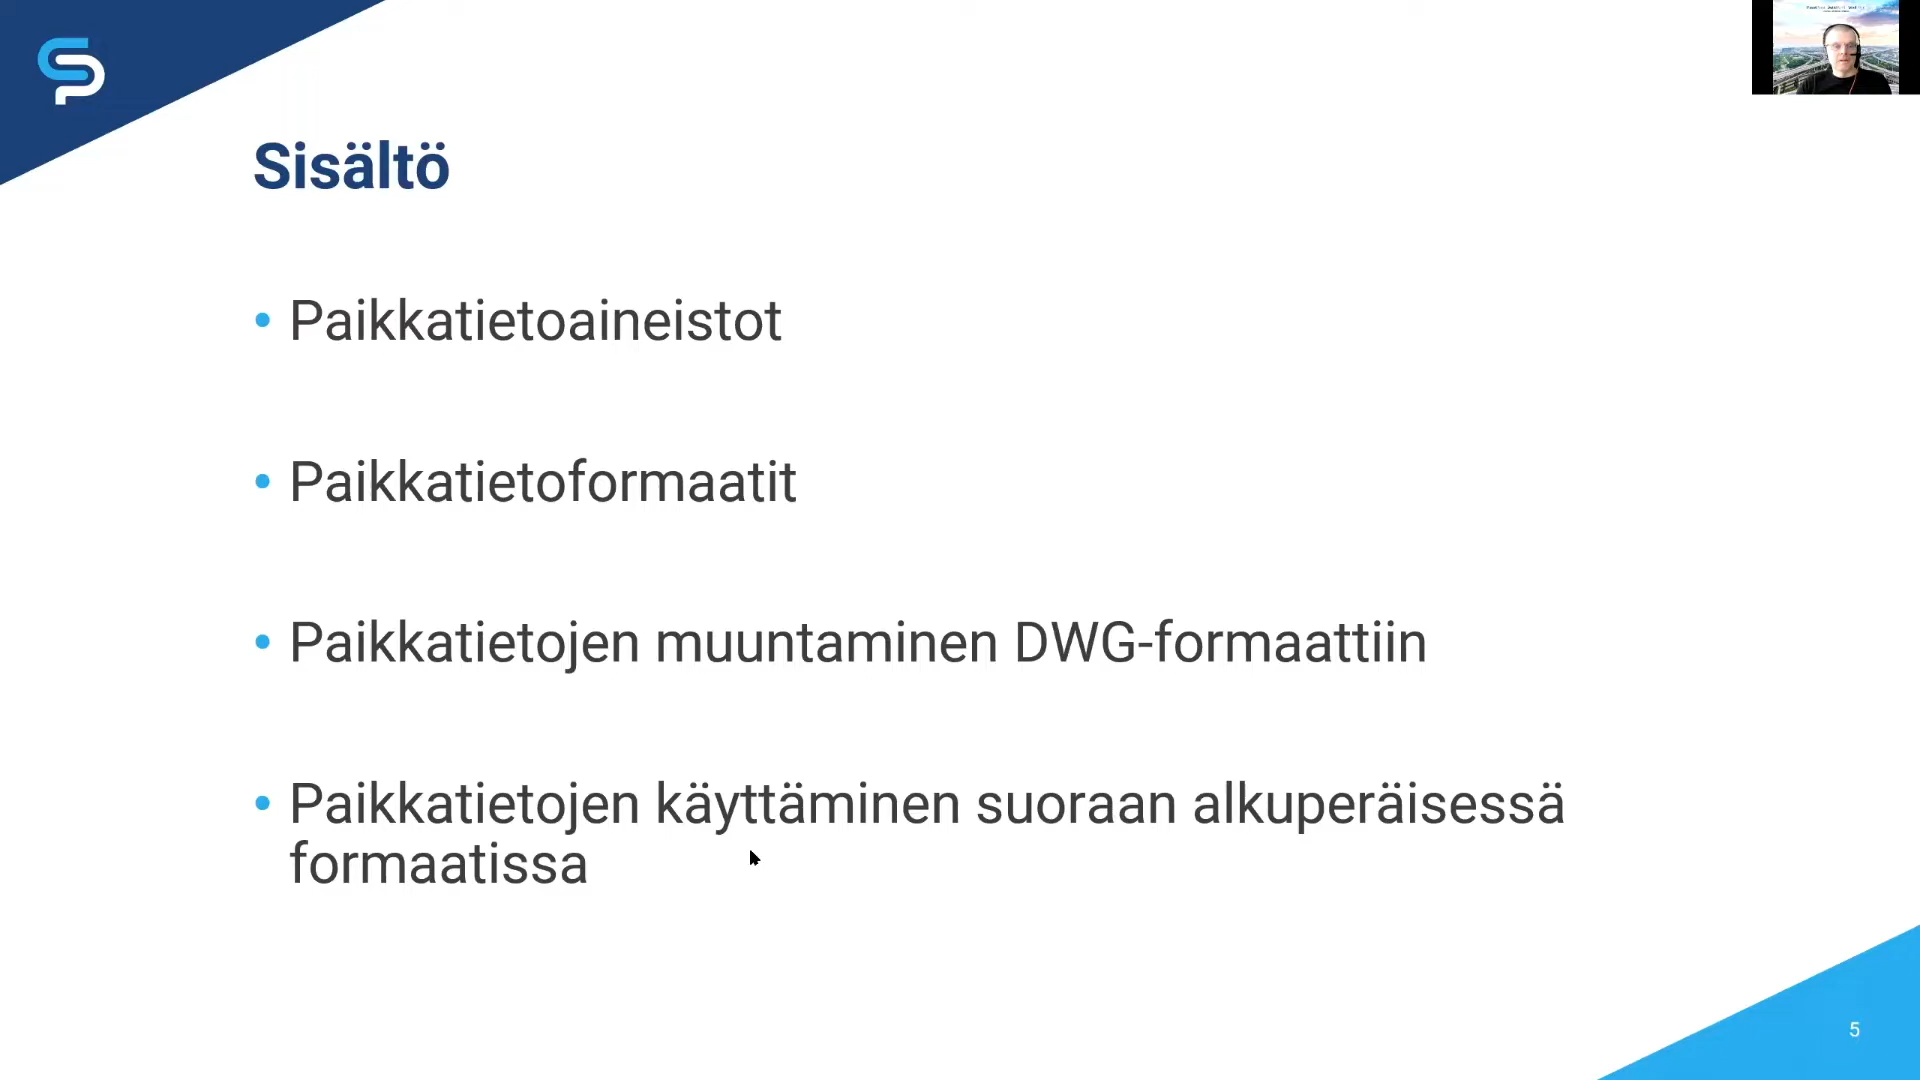 Sisältö
• Paikkatietoaineistot
• Paikkatietoformaatit
• Paikkatietojen muuntaminen DWG-formaattiin
• Paikkatietojen käyttäminen suoraan alkuperäisessä
formaatissa
5